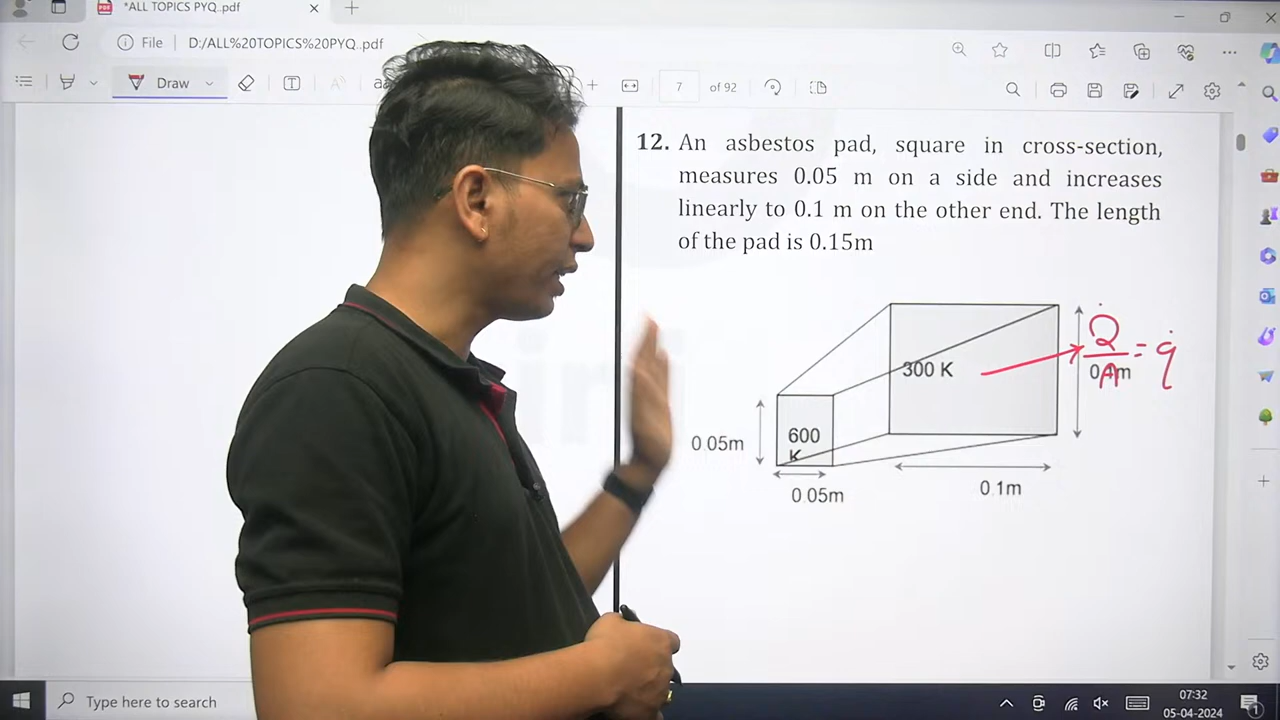 *ALL TOPICS PYQ.pdf
File | D:/ALL%20TOPICS%20PYQ.pdf
Draw
7 of 92
12. An asbestos pad, square in cross-section,
measures 0.05 m on a side and increases
linearly to 0.1 m on the other end. The length
of the pad is 0.15m
300 K
Q̇/A = q̇
600
K
0.05m
0.05m
0.1m
Type here to search
07:32
05-04-2024